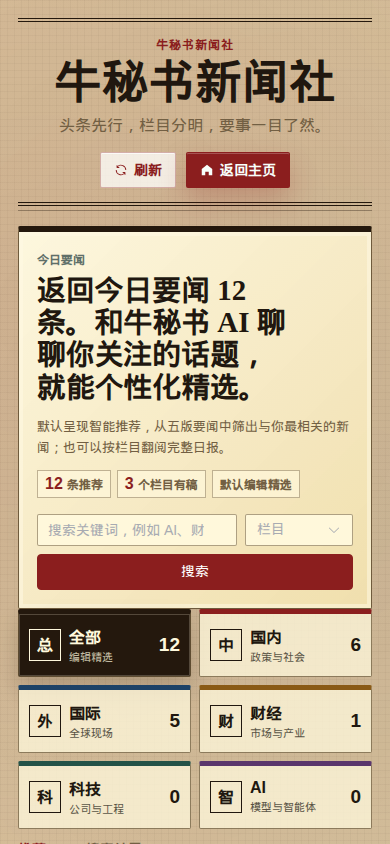 牛秘书新闻社
牛秘书新闻社
头条先行，栏目分明，要事一目了然。
刷新
返回主页
今日要闻
返回今日要闻 12
条。和牛秘书 AI 聊
聊你关注的话题，
就能个性化精选。
默认呈现智能推荐，从五版要闻中筛出与你最相关的新
闻；也可以按栏目翻阅完整日报。
12 条推荐
3 个栏目有稿
默认编辑精选
搜索关键词，例如 AI、财
栏目
搜索
总 全部 12
编辑精选
中 国内 6
政策与社会
外 国际 5
全球现场
财 财经 1
市场与产业
科 科技 0
公司与工程
智 AI 0
模型与智能体